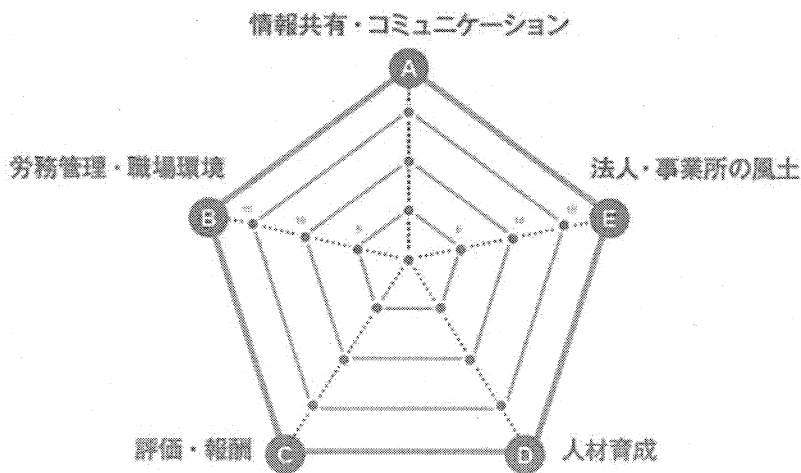 情報共有・コミュニケーション
A
労務管理・職場環境
法人・事業所の風土
B
E
評価・報酬
C
D
人材育成